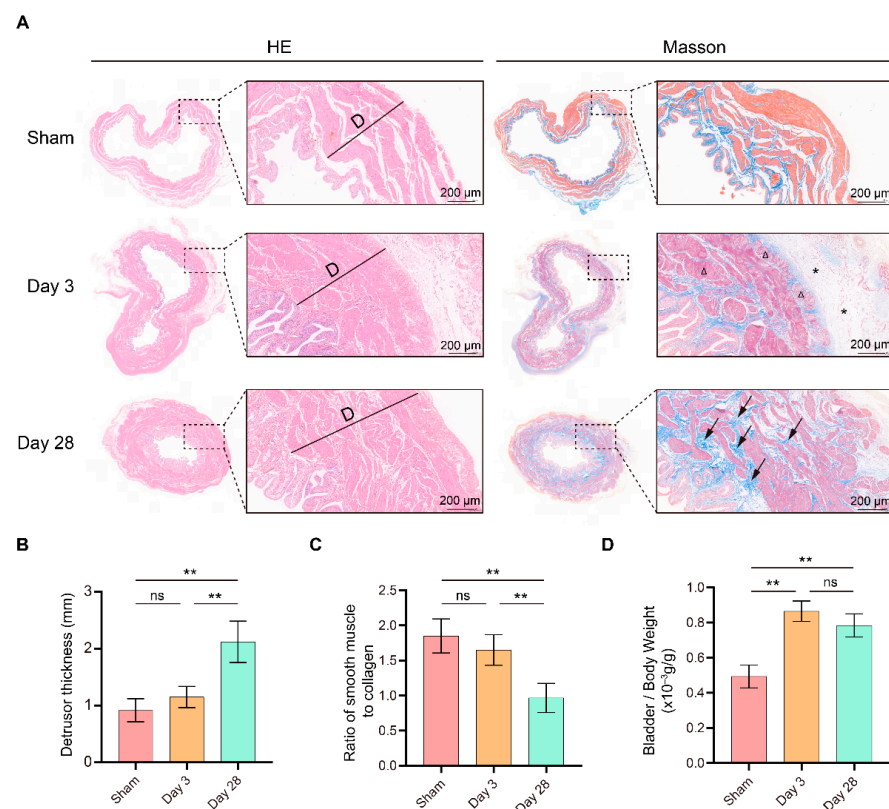 A
HE
Masson
Sham
D
200 μm
200 μm
Day 3
D
200 μm
Δ
Δ
Δ
*
*
200 μm
Day 28
D
200 μm
200 μm
B
Detrusor thickness (mm)
3
2
1
0
**
ns
**
Sham
Day 3
Day 28
C
Ratio of smooth muscle
to collagen
2.5
2.0
1.5
1.0
0.5
0.0
**
ns
**
Sham
Day 3
Day 28
D
Bladder / Body Weight
(x10⁻³g/g)
1.0
0.8
0.6
0.4
0.2
0.0
**
**
ns
Sham
Day 3
Day 28